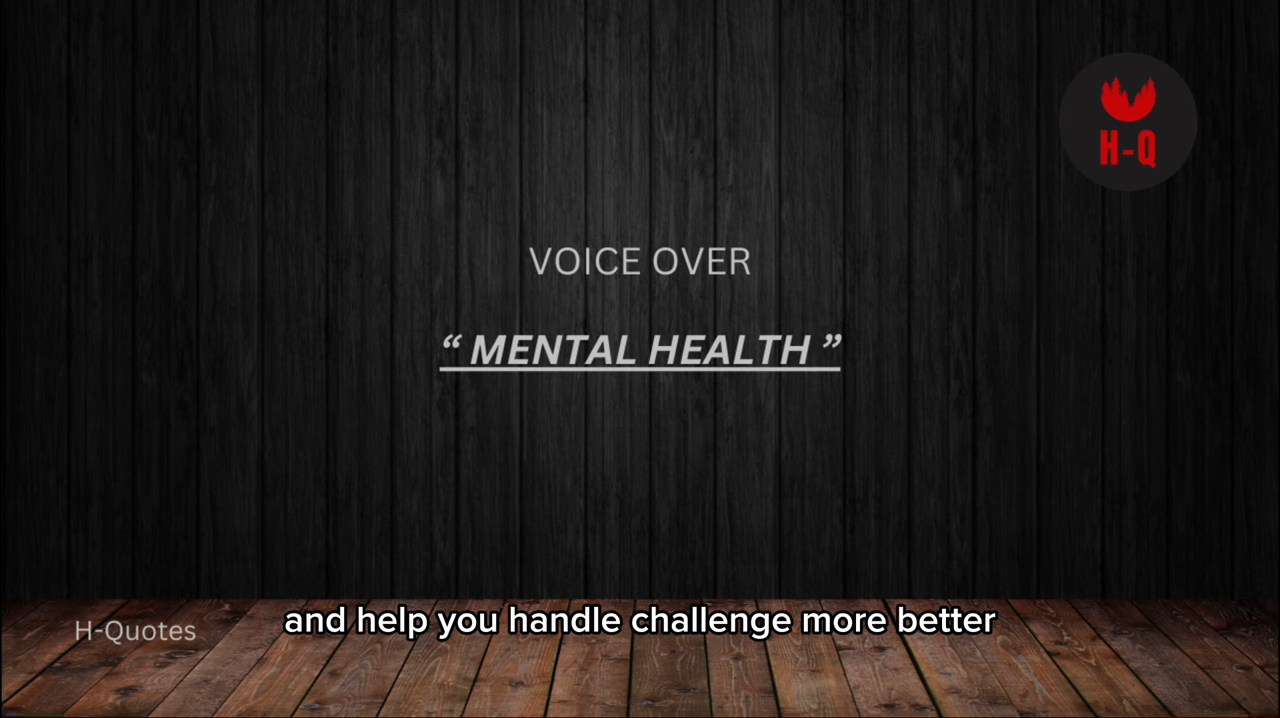 H-Q
VOICE OVER
“ MENTAL HEALTH ”
and help you handle challenge more better
H-Quotes